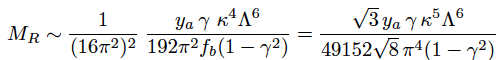 $M_R \sim \frac{1}{(16\pi^2)^2} \frac{y_a \gamma \kappa^4 \Lambda^6}{192\pi^2 f_b (1-\gamma^2)} = \frac{\sqrt{3} y_a \gamma \kappa^5 \Lambda^6}{49152\sqrt{8} \pi^4 (1-\gamma^2)}$